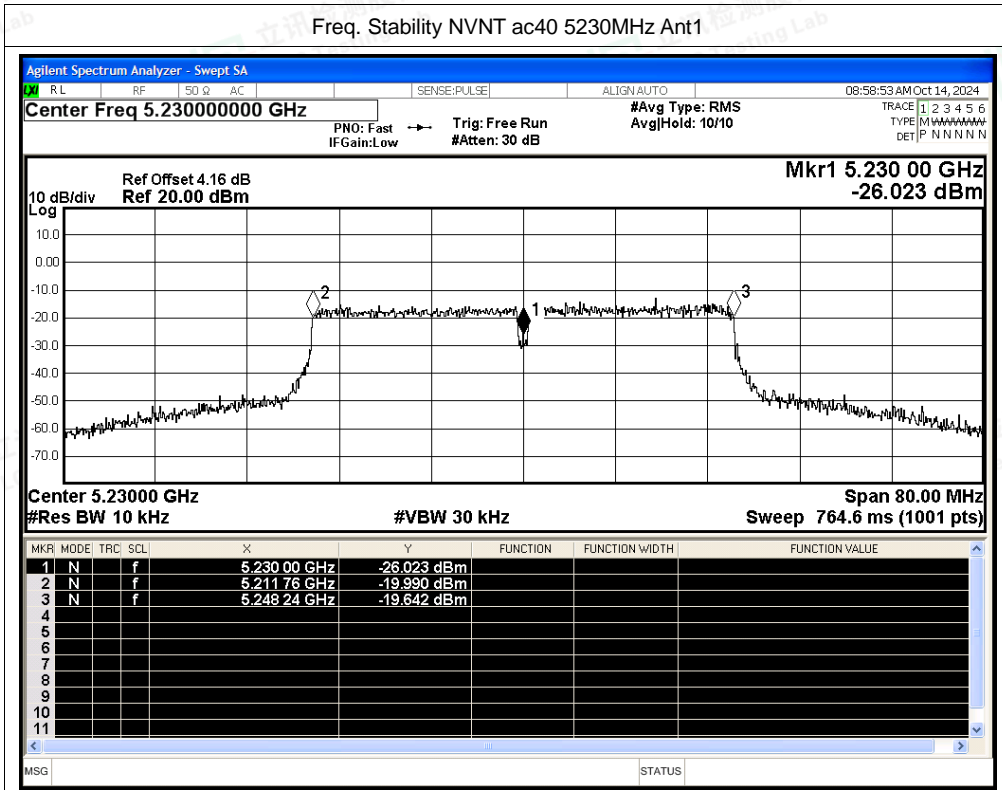 Freq. Stability NVNT ac40 5230MHz Ant1
Agilent Spectrum Analyzer - Swept SA
LXI RL RF 50 Ω AC SENSE:PULSE ALIGN AUTO 08:58:53 AM Oct 14, 2024
Center Freq 5.230000000 GHz #Avg Type: RMS TRACE 1 2 3 4 5 6
PNO: Fast Trig: Free Run Avg|Hold: 10/10 TYPE M WWWWW
IFGain:Low #Atten: 30 dB DET P N N N N N
Mkr1 5.230 00 GHz
Ref Offset 4.16 dB
10 dB/div Ref 20.00 dBm -26.023 dBm
Log
10.0
0.00
-10.0
2
3
1
-20.0
-30.0
-40.0
-50.0
-60.0
-70.0
Center 5.23000 GHz Span 80.00 MHz
#Res BW 10 kHz #VBW 30 kHz Sweep 764.6 ms (1001 pts)
MKR MODE TRC SCL X Y FUNCTION FUNCTION WIDTH FUNCTION VALUE
1 N f 5.230 00 GHz -26.023 dBm
2 N f 5.211 76 GHz -19.990 dBm
3 N f 5.248 24 GHz -19.642 dBm
4
5
6
7
8
9
10
11
MSG STATUS